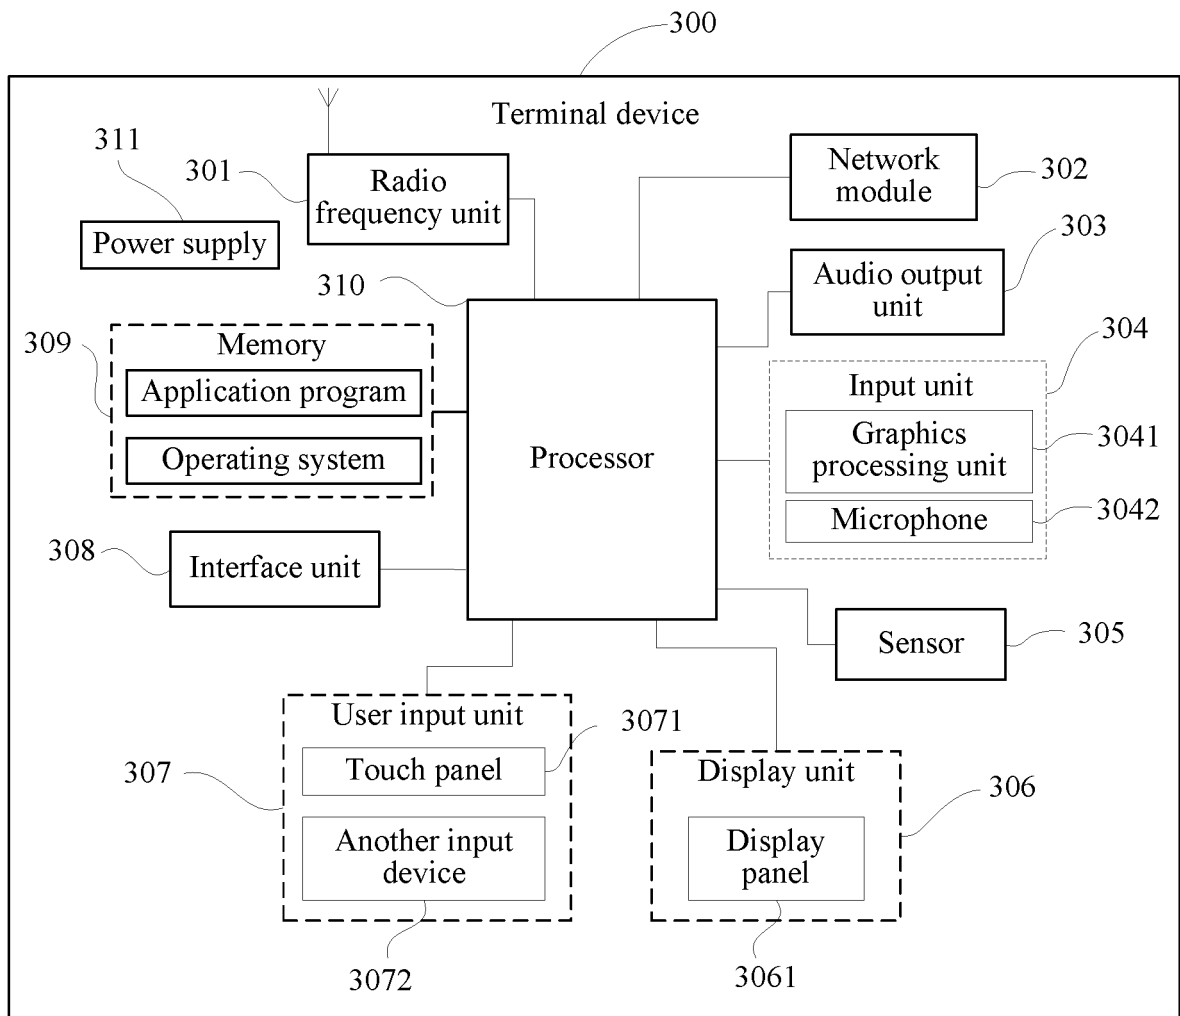 300
Terminal device
311
301
Radio
frequency unit
Network
module
302
Power supply
303
310
Audio output
unit
309
Memory
304
Application program
Input unit
Operating system
Processor
Graphics
processing unit
3041
Microphone
3042
308
Interface unit
Sensor
305
User input unit
3071
307
Touch panel
Display unit
306
Another input
device
Display
panel
3072
3061